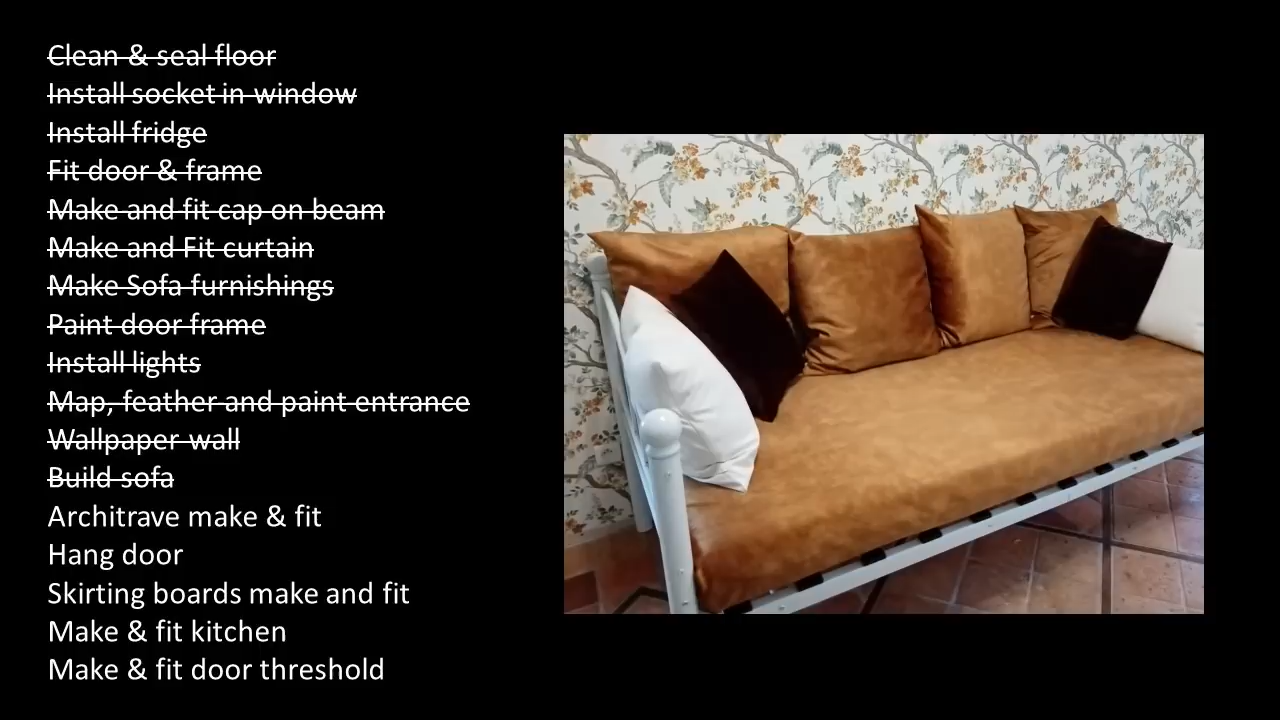 Clean & seal floor
Install socket in window
Install fridge
Fit door & frame
Make and fit cap on beam
Make and Fit curtain
Make Sofa furnishings
Paint door frame
Install lights
Map, feather and paint entrance
Wallpaper wall
Build sofa
Architrave make & fit
Hang door
Skirting boards make and fit
Make & fit kitchen
Make & fit door threshold